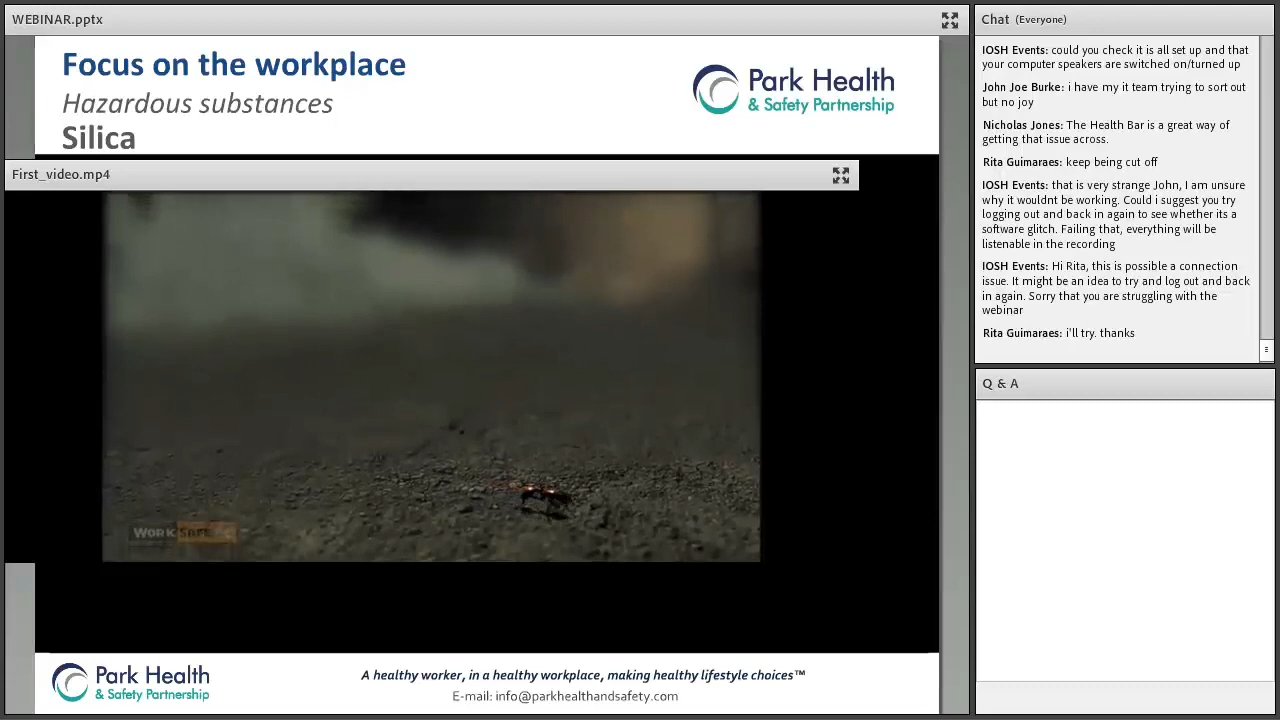 WEBINAR.pptx
Focus on the workplace
Hazardous substances
Silica
Park Health
& Safety Partnership
First_video.mp4
WORKSAFE
Park Health
& Safety Partnership
A healthy worker, in a healthy workplace, making healthy lifestyle choices™
E-mail: info@parkhealthandsafety.com
Chat (Everyone)
IOSH Events: could you check it is all set up and that
your computer speakers are switched on/turned up
John Joe Burke: i have my it team trying to sort out
but no joy
Nicholas Jones: The Health Bar is a great way of
getting that issue across.
Rita Guimaraes: keep being cut off
IOSH Events: that is very strange John, I am unsure
why it wouldnt be working. Could i suggest you try
logging out and back in again to see whether its a
software glitch. Failing that, everything will be
listenable in the recording
IOSH Events: Hi Rita, this is possible a connection
issue. It might be an idea to try and log out and back
in again. Sorry that you are struggling with the
webinar
Rita Guimaraes: i'll try. thanks
Q & A